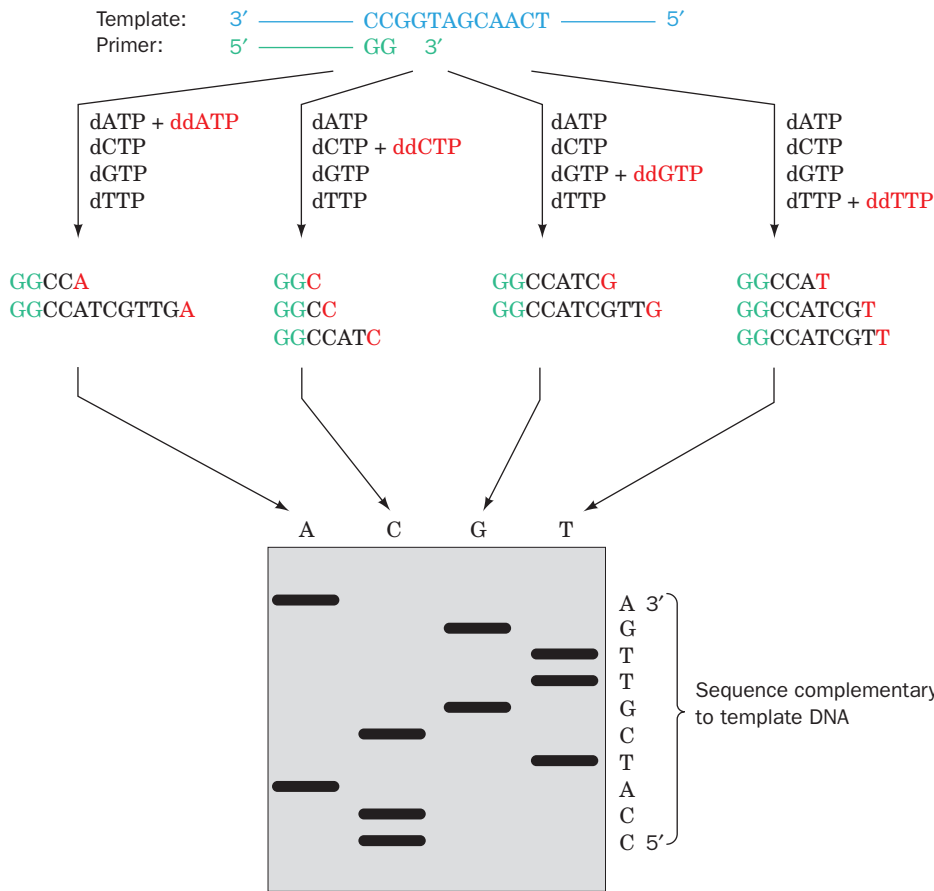 Template: 3′ CCGGTAGCAACT 5′
Primer: 5′ GG 3′
dATP + ddATP
dCTP
dGTP
dTTP
dATP
dCTP + ddCTP
dGTP
dTTP
dATP
dCTP
dGTP + ddGTP
dTTP
dATP
dCTP
dGTP
dTTP + ddTTP
GGCCA
GGCCATCGTTGA
GGC
GGCC
GGCCATC
GGCCATCG
GGCCATCGTTG
GGCCAT
GGCCATCGT
GGCCATCGTT
A C G T
A 3′
G
T
T
G
C
T
A
C
C 5′
Sequence complementary
to template DNA